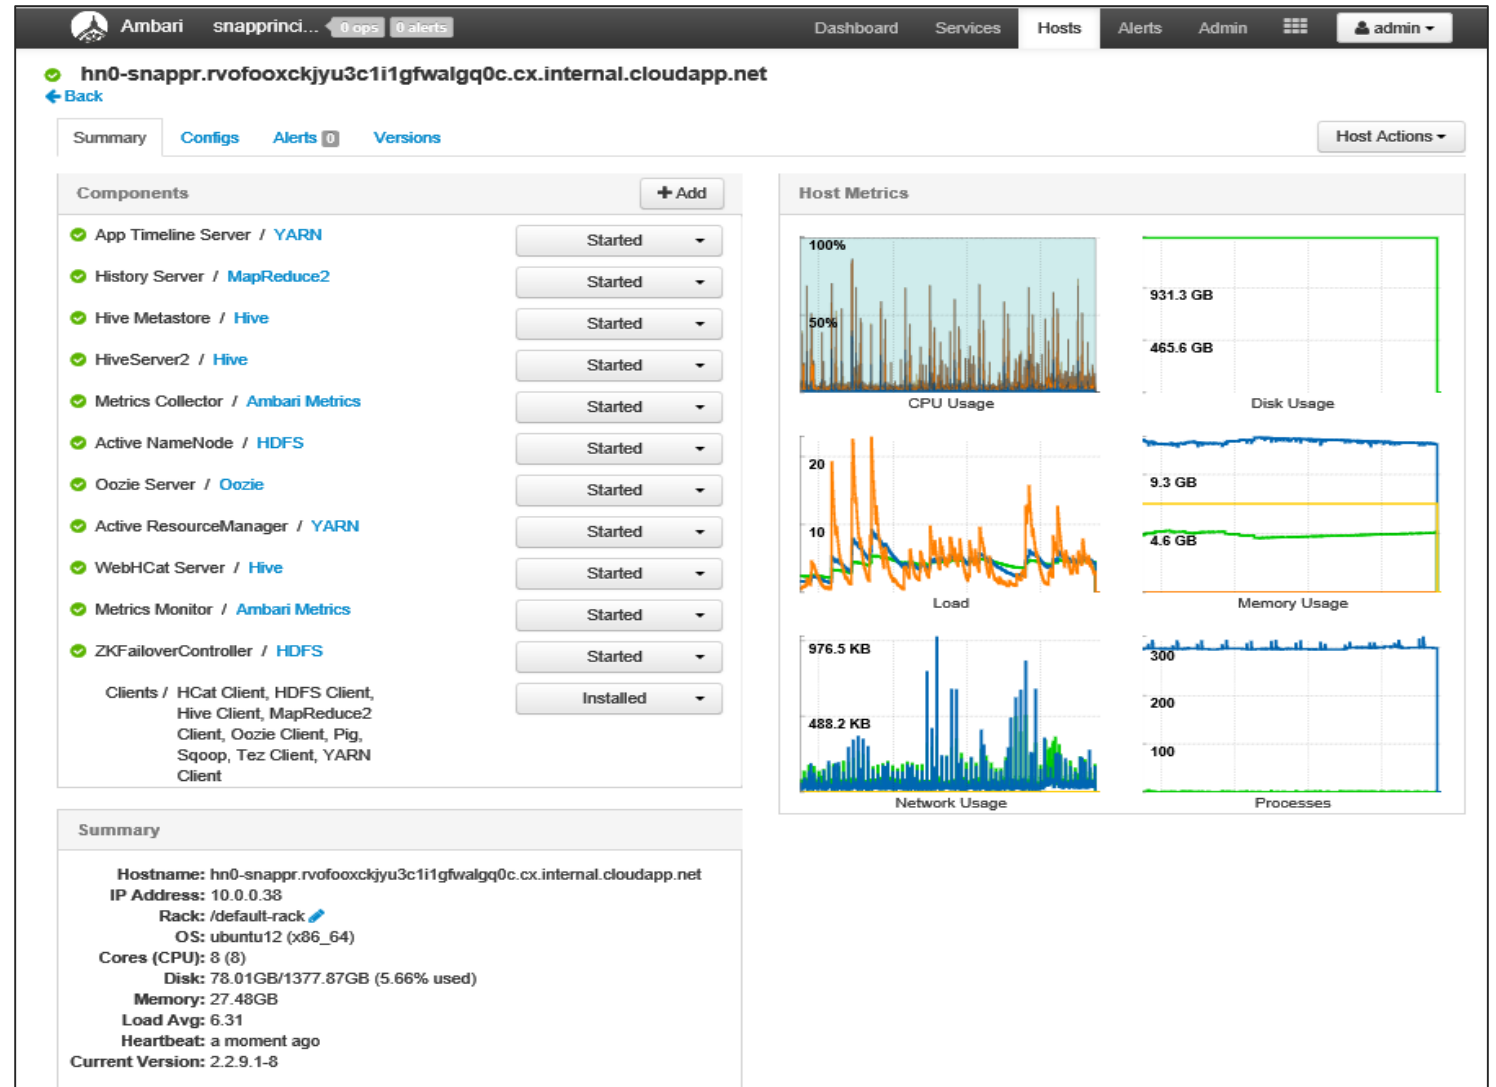 Ambari snapprinci... 0 ops 0 alerts Dashboard Services Hosts Alerts Admin admin
hn0-snappr.rvofooxckjyu3c1i1gfwalgq0c.cx.internal.cloudapp.net
Back
Summary Configs Alerts 0 Versions Host Actions
Components + Add
App Timeline Server / YARN Started
History Server / MapReduce2 Started
Hive Metastore / Hive Started
HiveServer2 / Hive Started
Metrics Collector / Ambari Metrics Started
Active NameNode / HDFS Started
Oozie Server / Oozie Started
Active ResourceManager / YARN Started
WebHCat Server / Hive Started
Metrics Monitor / Ambari Metrics Started
ZKFailoverController / HDFS Started
Clients / HCat Client, HDFS Client, Installed
Hive Client, MapReduce2
Client, Oozie Client, Pig,
Sqoop, Tez Client, YARN
Client
Host Metrics
100%
50%
CPU Usage
931.3 GB
465.6 GB
Disk Usage
20
10
Load
9.3 GB
4.6 GB
Memory Usage
976.5 KB
488.2 KB
Network Usage
300
200
100
Processes
Summary
Hostname: hn0-snappr.rvofooxckjyu3c1i1gfwalgq0c.cx.internal.cloudapp.net
IP Address: 10.0.0.38
Rack: /default-rack
OS: ubuntu12 (x86_64)
Cores (CPU): 8 (8)
Disk: 78.01GB/1377.87GB (5.66% used)
Memory: 27.48GB
Load Avg: 6.31
Heartbeat: a moment ago
Current Version: 2.2.9.1-8